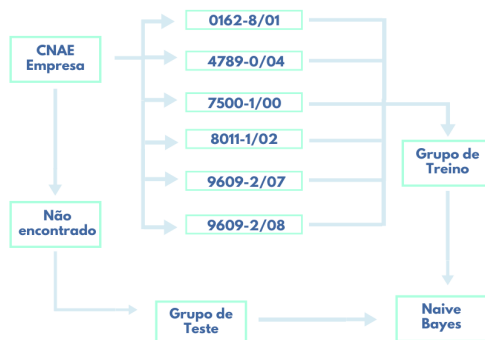 CNAE
Empresa
0162-8/01
4789-0/04
7500-1/00
8011-1/02
9609-2/07
9609-2/08
Grupo de
Treino
Não
encontrado
Grupo de
Teste
Naive
Bayes